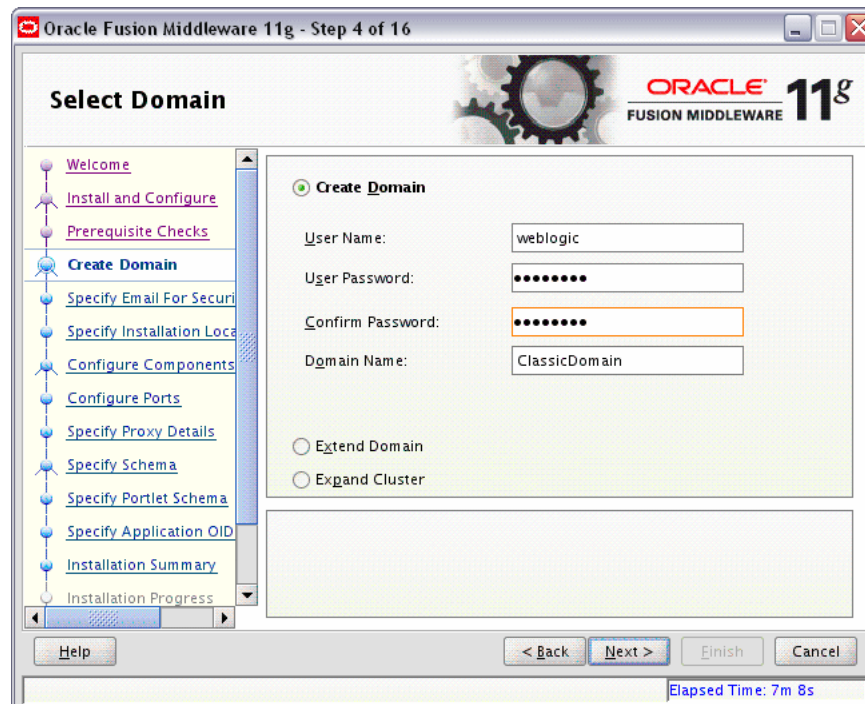 Oracle Fusion Middleware 11g - Step 4 of 16
Select Domain
ORACLE
FUSION MIDDLEWARE 11g
Welcome
Install and Configure
Prerequisite Checks
Create Domain
Specify Email For Securi
Specify Installation Loca
Configure Components
Configure Ports
Specify Proxy Details
Specify Schema
Specify Portlet Schema
Specify Application OID
Installation Summary
Installation Progress
Create Domain
User Name: weblogic
User Password: ••••••••
Confirm Password: ••••••••
Domain Name: ClassicDomain
Extend Domain
Expand Cluster
Help < Back Next > Finish Cancel
Elapsed Time: 7m 8s